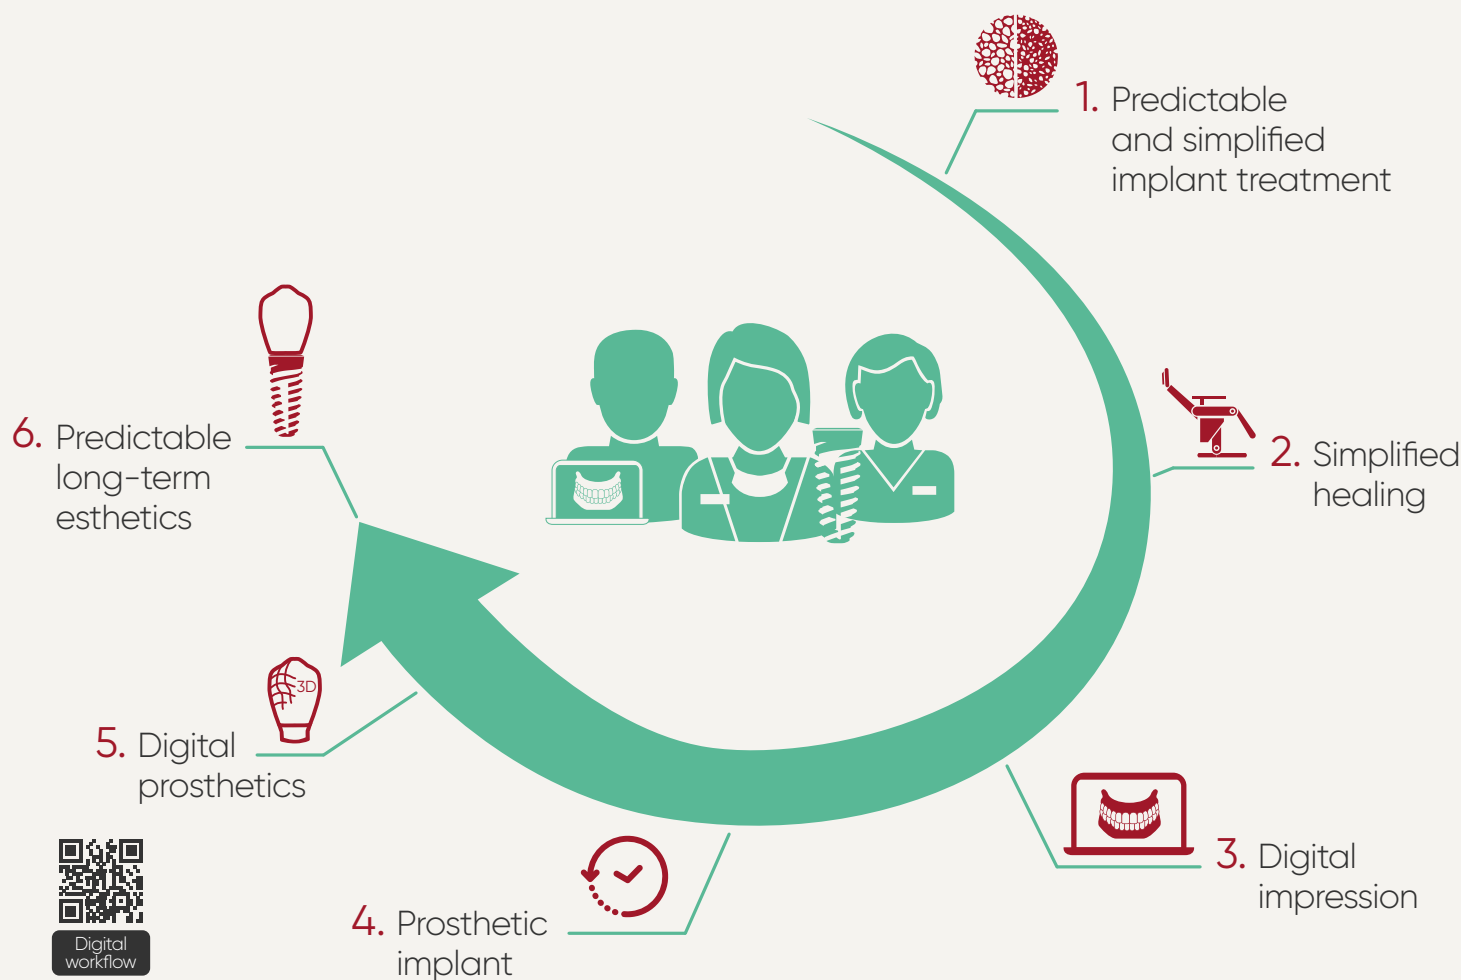 1. Predictable
and simplified
implant treatment
2. Simplified
healing
3. Digital
impression
4. Prosthetic
implant
5. Digital
prosthetics
3D
6. Predictable
long-term
esthetics
Digital
workflow